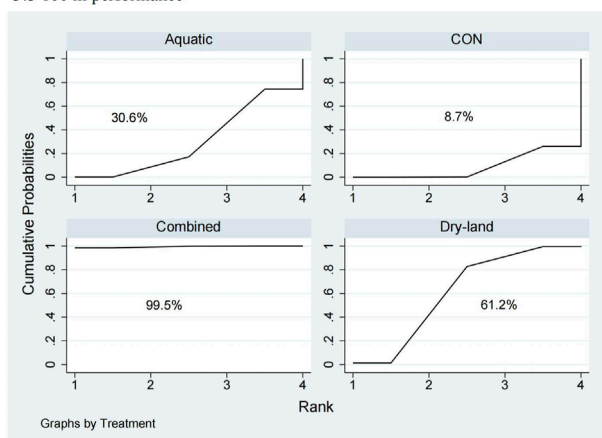 Aquatic
CON
Cumulative Probabilities
0 .2 .4 .6 .8 1
30.6%
1 2 3 4
0 .2 .4 .6 .8 1
8.7%
1 2 3 4
Combined
Dry-land
0 .2 .4 .6 .8 1
99.5%
1 2 3 4
0 .2 .4 .6 .8 1
61.2%
1 2 3 4
Rank
Graphs by Treatment